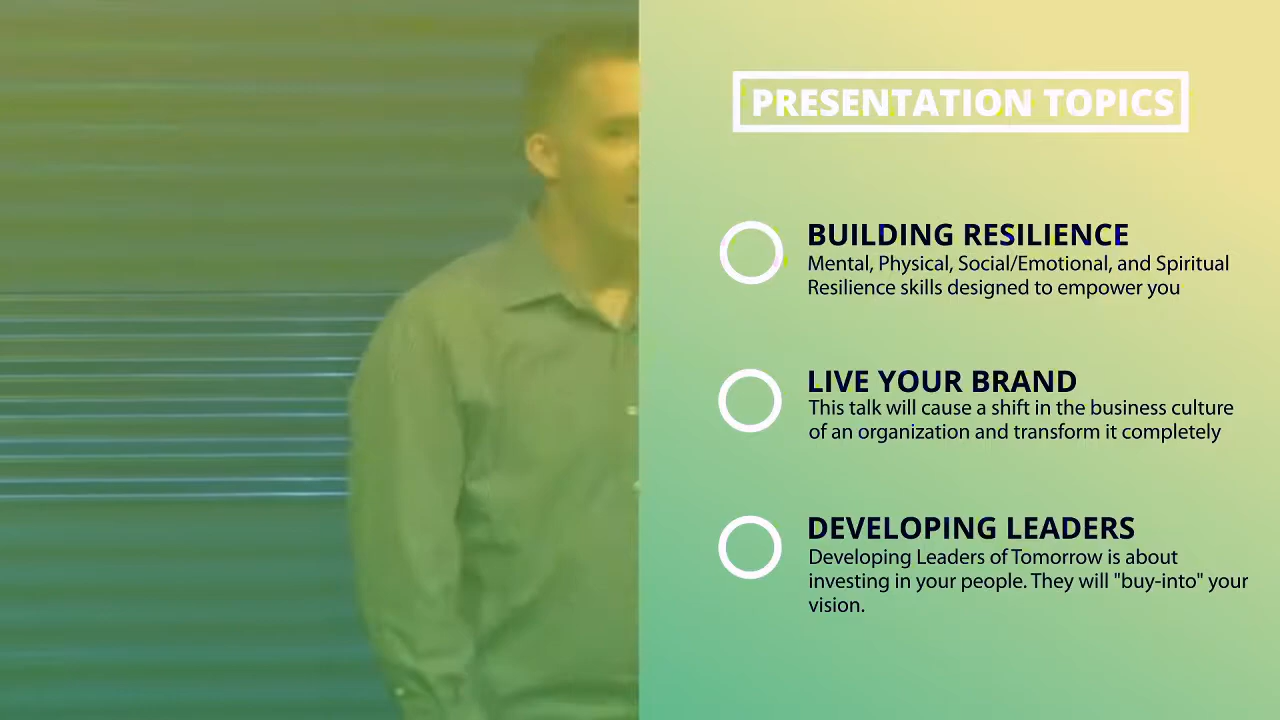 PRESENTATION TOPICS
BUILDING RESILIENCE
Mental, Physical, Social/Emotional, and Spiritual
Resilience skills designed to empower you
LIVE YOUR BRAND
This talk will cause a shift in the business culture
of an organization and transform it completely
DEVELOPING LEADERS
Developing Leaders of Tomorrow is about
investing in your people. They will "buy-into" your
vision.